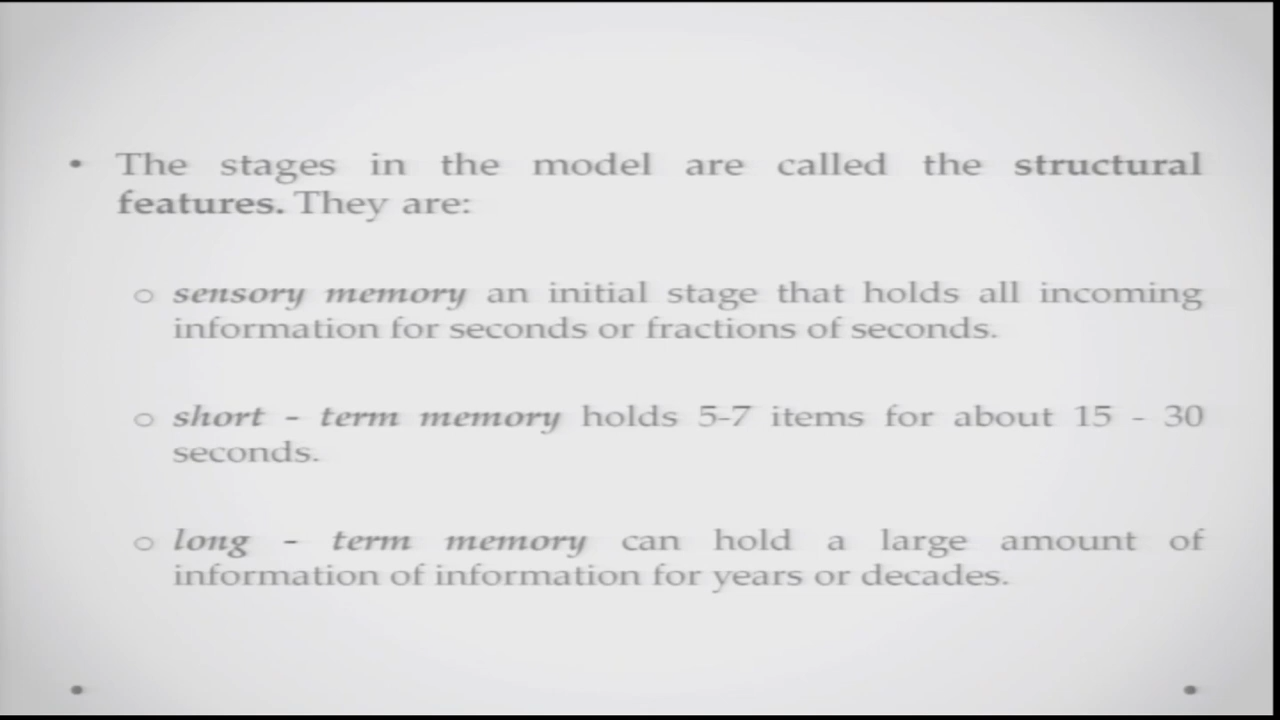 • The stages in the model are called the structural
features. They are:
○ sensory memory an initial stage that holds all incoming
information for seconds or fractions of seconds.
○ short - term memory holds 5-7 items for about 15 - 30
seconds.
○ long - term memory can hold a large amount of
information of information for years or decades.